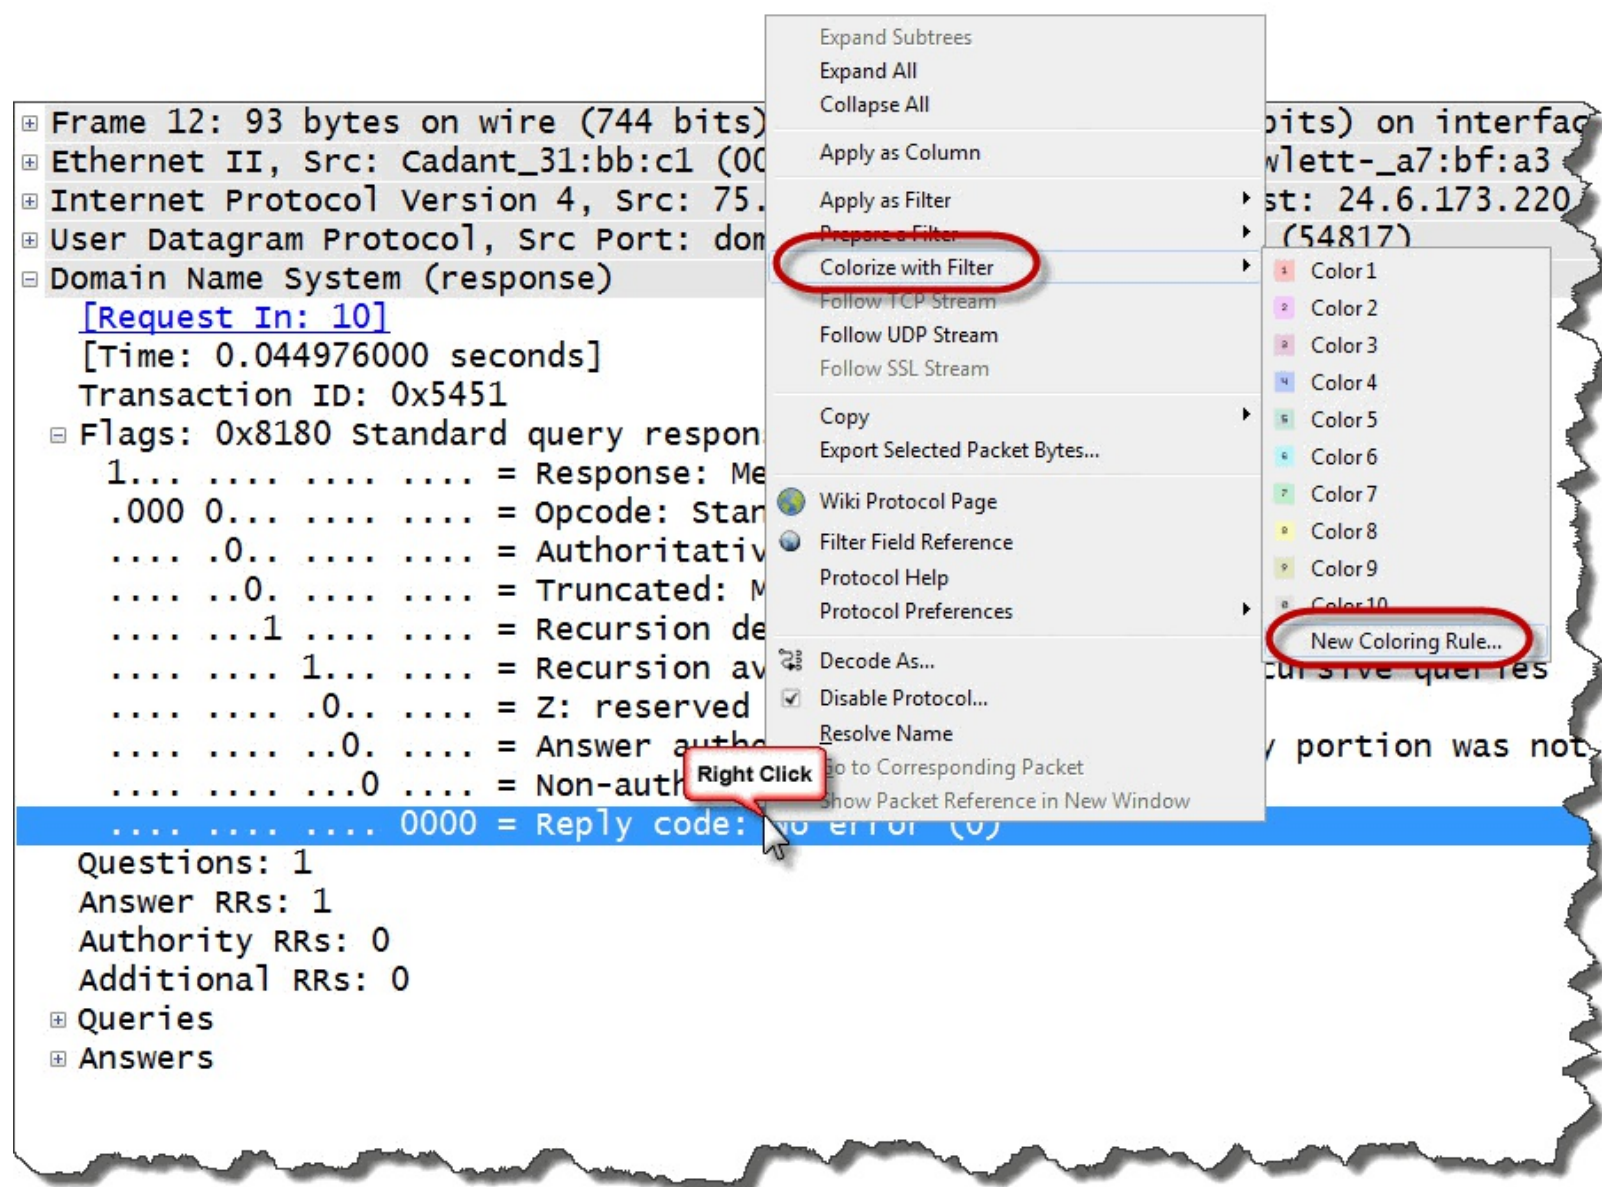 Expand Subtrees
Expand All
Collapse All
Apply as Column
Apply as Filter
Prepare a Filter
Colorize with Filter
Follow TCP Stream
Follow UDP Stream
Follow SSL Stream
Copy
Export Selected Packet Bytes...
Wiki Protocol Page
Filter Field Reference
Protocol Help
Protocol Preferences
Decode As...
Disable Protocol...
Resolve Name
Go to Corresponding Packet
Show Packet Reference in New Window
Color 1
Color 2
Color 3
Color 4
Color 5
Color 6
Color 7
Color 8
Color 9
Color 10
New Coloring Rule...
Frame 12: 93 bytes on wire (744 bits) bits) on interfac
Ethernet II, Src: Cadant_31:bb:c1 (00 wlett-_a7:bf:a3
Internet Protocol Version 4, Src: 75. st: 24.6.173.220
User Datagram Protocol, Src Port: dom (54817)
Domain Name System (response)
[Request In: 10]
[Time: 0.044976000 seconds]
Transaction ID: 0x5451
Flags: 0x8180 Standard query respon
1... .... .... .... = Response: Me
.000 0... .... .... = Opcode: Stan
.... .0.. .... .... = Authoritativ
.... ..0. .... .... = Truncated: M
.... ...1 .... .... = Recursion de
.... .... 1... .... = Recursion av cursive queries
.... .... .0.. .... = Z: reserved
.... .... ..0. .... = Answer authe y portion was not
.... .... ...0 .... = Non-auth
Right Click
.... .... .... 0000 = Reply code: No error (0)
Questions: 1
Answer RRs: 1
Authority RRs: 0
Additional RRs: 0
Queries
Answers